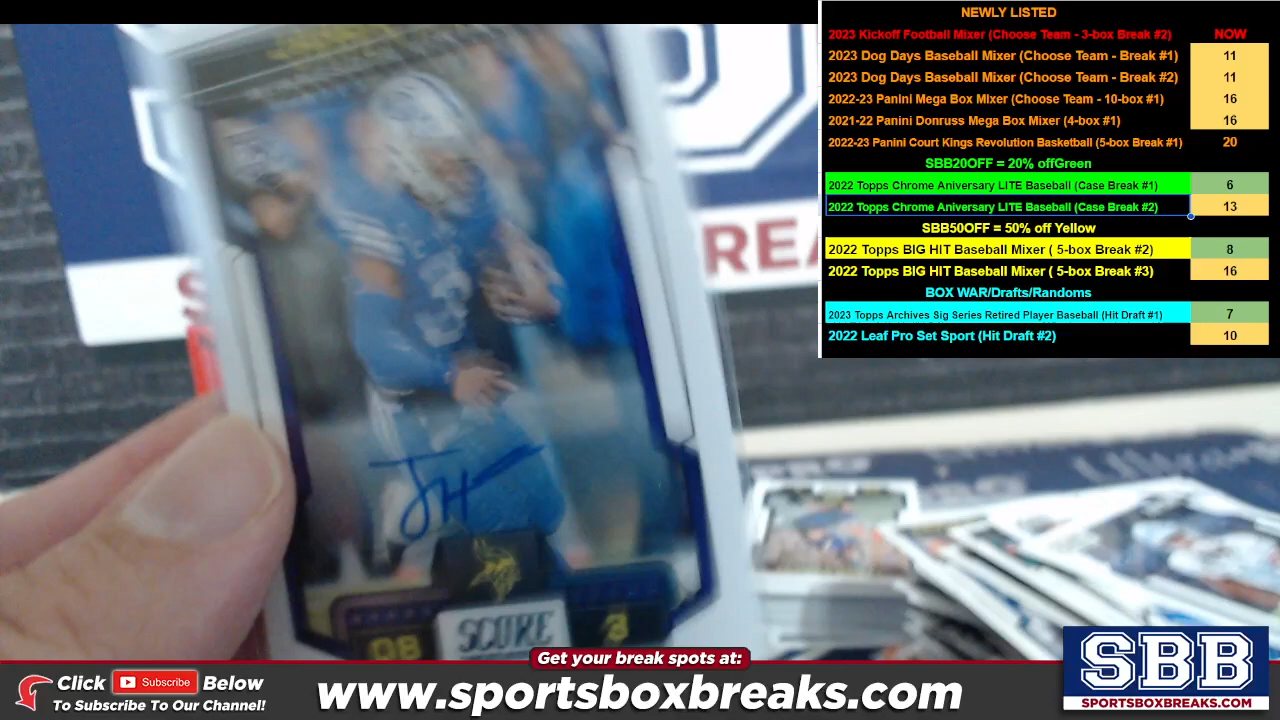 NEWLY LISTED
2023 Kickoff Football Mixer (Choose Team - 3-box Break #2) NOW
2023 Dog Days Baseball Mixer (Choose Team - Break #1) 11
2023 Dog Days Baseball Mixer (Choose Team - Break #2) 11
2022-23 Panini Mega Box Mixer (Choose Team - 10-box #1) 16
2021-22 Panini Donruss Mega Box Mixer (4-box #1) 16
2022-23 Panini Court Kings Revolution Basketball (5-box Break #1) 20
SBB20OFF = 20% offGreen
2022 Topps Chrome Aniversary LITE Baseball (Case Break #1) 6
2022 Topps Chrome Aniversary LITE Baseball (Case Break #2) 13
SBB50OFF = 50% off Yellow
2022 Topps BIG HIT Baseball Mixer ( 5-box Break #2) 8
2022 Topps BIG HIT Baseball Mixer ( 5-box Break #3) 16
BOX WAR/Drafts/Randoms
2023 Topps Archives Sig Series Retired Player Baseball (Hit Draft #1) 7
2022 Leaf Pro Set Sport (Hit Draft #2) 10
3
JH
QB SCORE 3
Get your break spots at:
Click Subscribe Below
To Subscribe To Our Channel!
www.sportsboxbreaks.com
SBB
SPORTSBOXBREAKS.COM